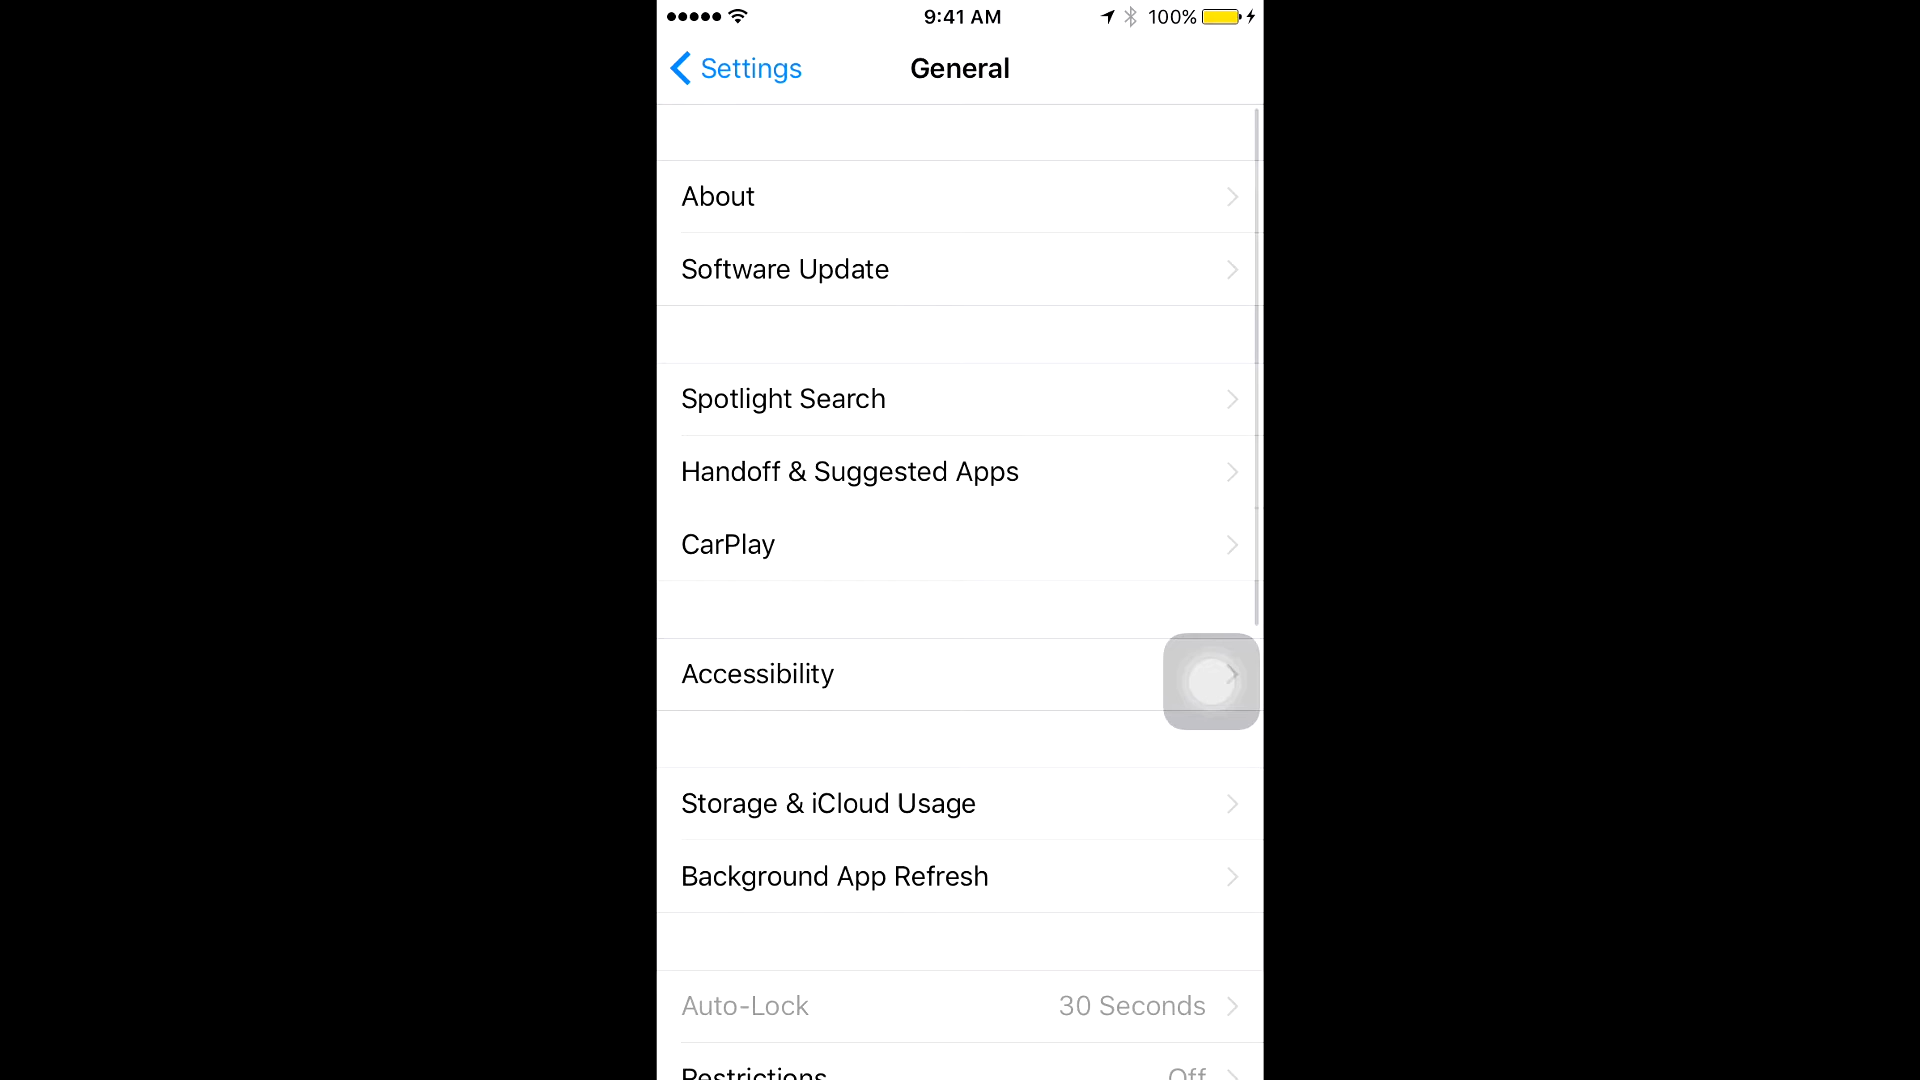 9:41 AM 100%
Settings General
About
Software Update
Spotlight Search
Handoff & Suggested Apps
CarPlay
Accessibility
Storage & iCloud Usage
Background App Refresh
Auto-Lock 30 Seconds
Restrictions Off